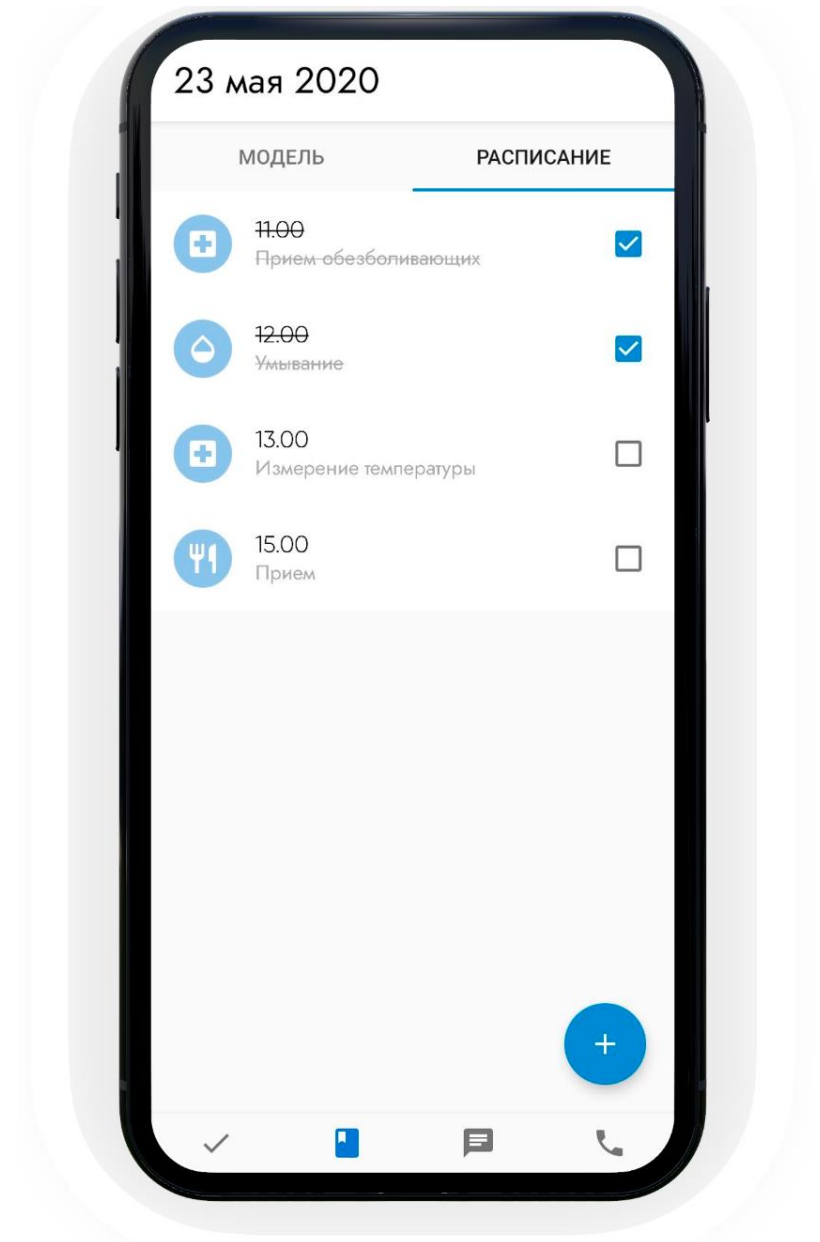 23 мая 2020
МОДЕЛЬ
РАСПИСАНИЕ
11.00
Прием обезболивающих
12.00
Умывание
13.00
Измерение температуры
15.00
Прием